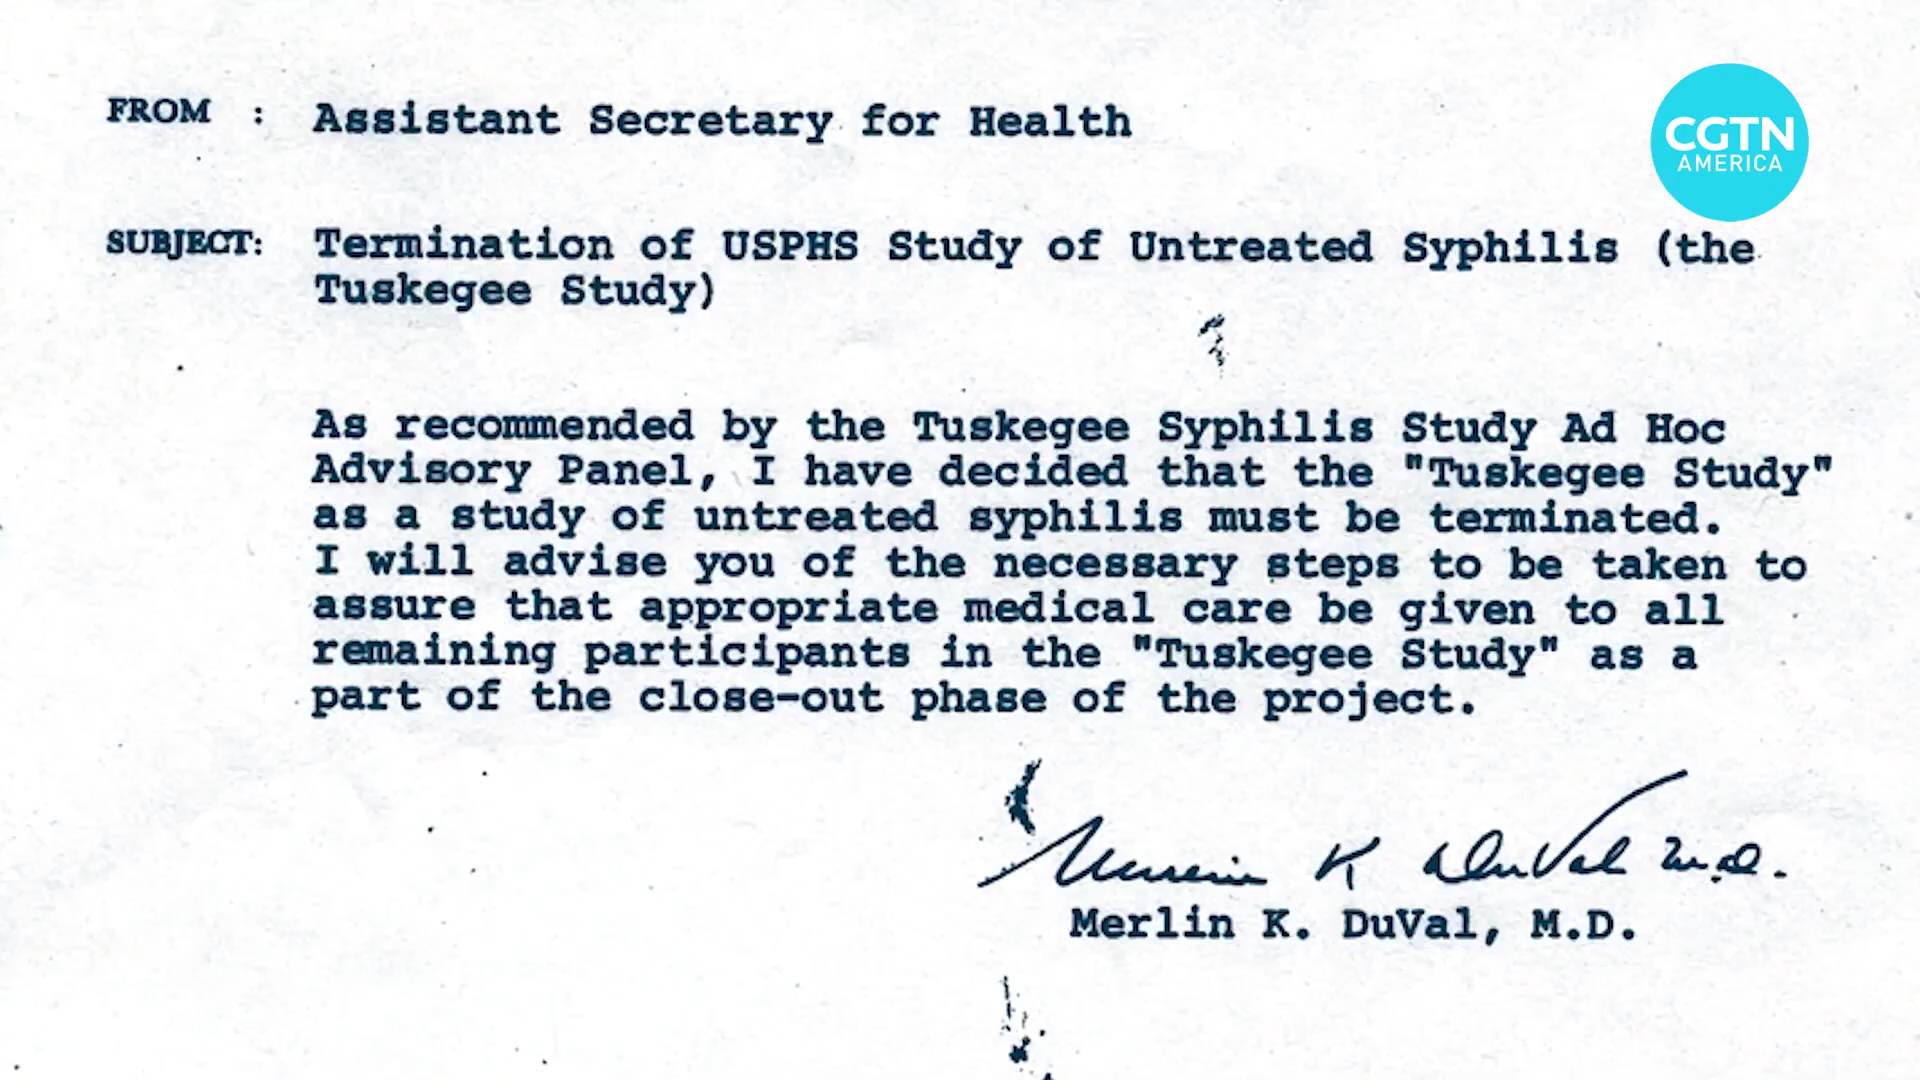 CGTN
AMERICA
FROM : Assistant Secretary for Health
SUBJECT: Termination of USPHS Study of Untreated Syphilis (the
Tuskegee Study)
As recommended by the Tuskegee Syphilis Study Ad Hoc
Advisory Panel, I have decided that the "Tuskegee Study"
as a study of untreated syphilis must be terminated.
I will advise you of the necessary steps to be taken to
assure that appropriate medical care be given to all
remaining participants in the "Tuskegee Study" as a
part of the close-out phase of the project.
Merlin K DuVal M.D.
Merlin K. DuVal, M.D.